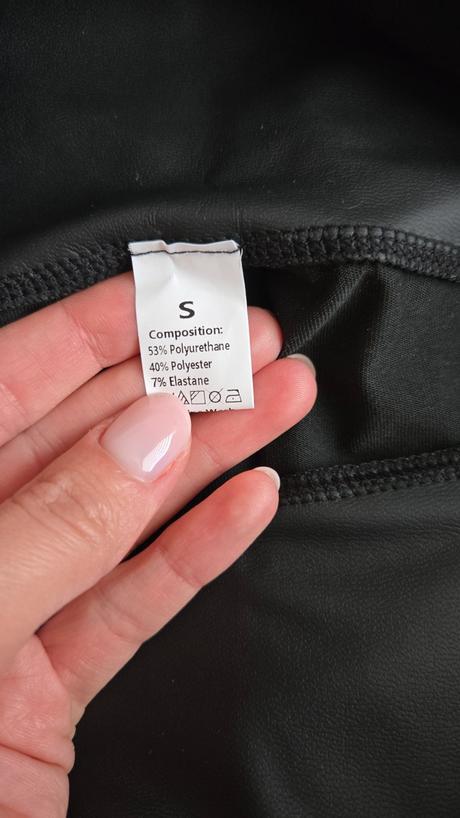 S
Composition:
53% Polyurethane
40% Polyester
7% Elastane